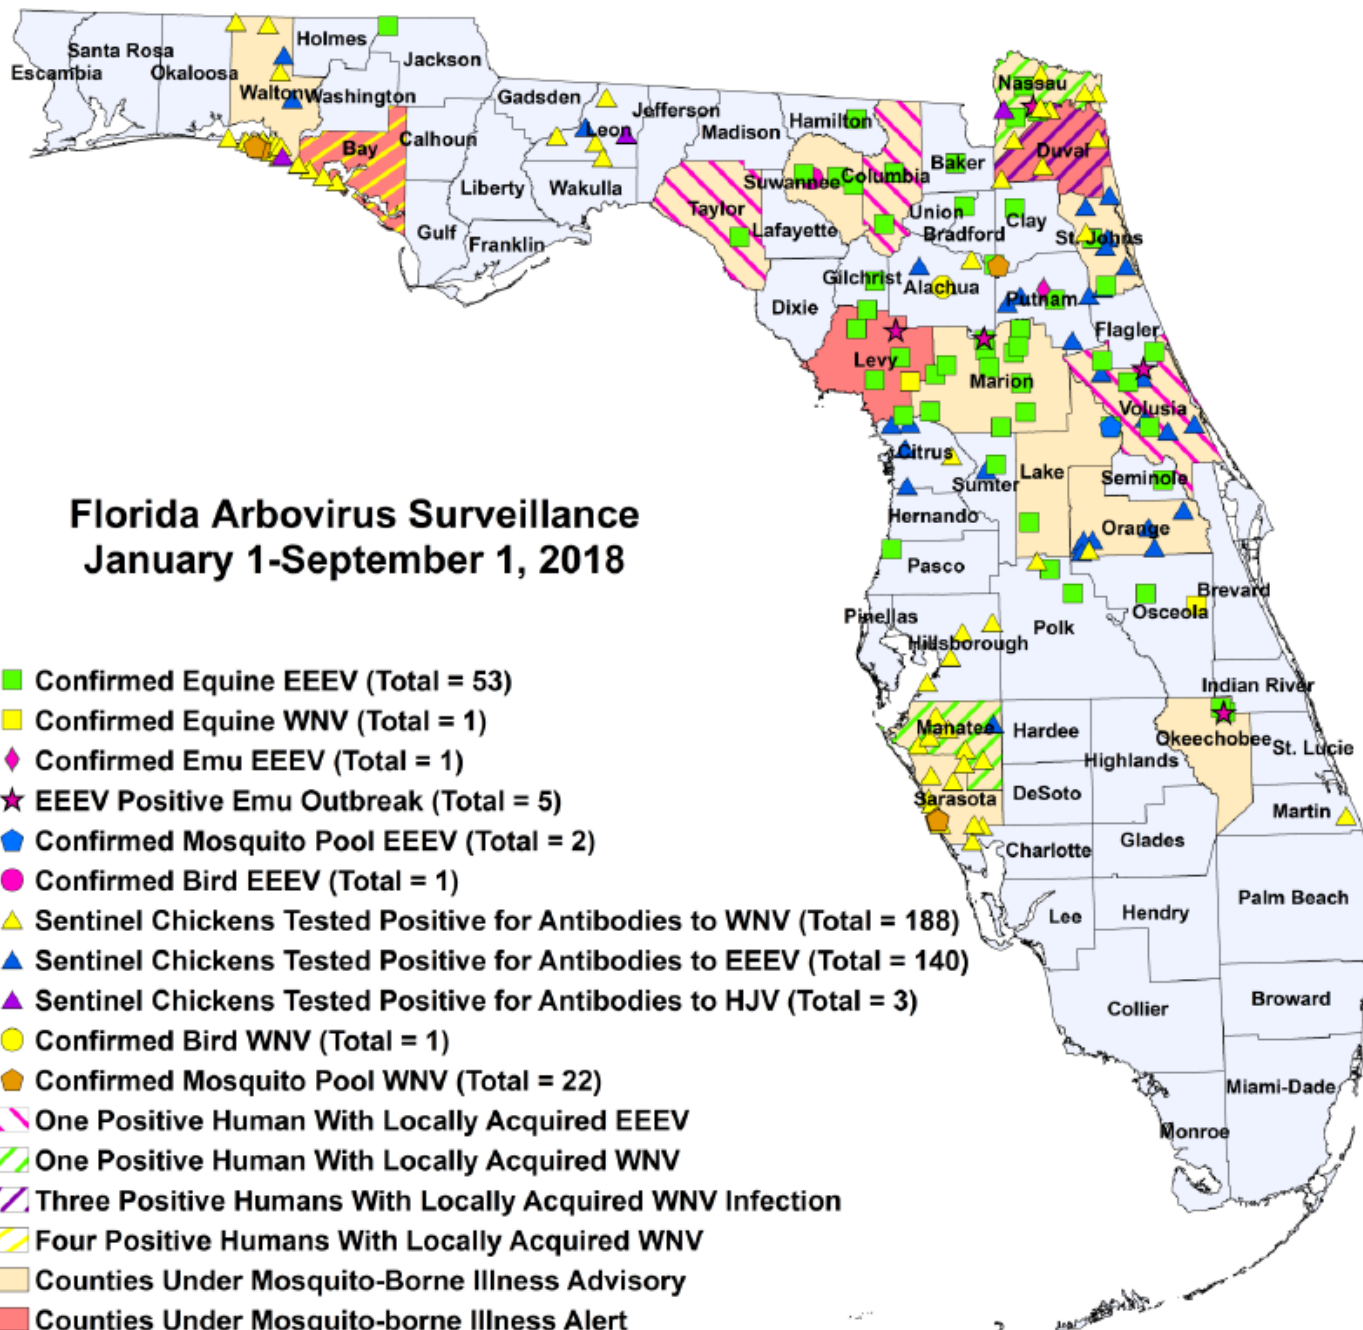 Holmes
Jackson
Santa Rosa
Escambia
Okaloosa
Walton
Washington
Gadsden
Jefferson
Leon
Madison
Hamilton
Nassau
Duval
Bay
Calhoun
Liberty
Wakulla
Gulf
Franklin
Taylor
Suwannee
Columbia
Baker
Lafayette
Union
Bradford
Clay
St. Johns
Gilchrist
Alachua
Putnam
Dixie
Flagler
Levy
Marion
Volusia
Citrus
Sumter
Lake
Seminole
Hernando
Orange
Florida Arbovirus Surveillance
January 1-September 1, 2018
Pasco
Pinellas
Hillsborough
Polk
Osceola
Brevard
Indian River
Manatee
Hardee
Highlands
Okeechobee
St. Lucie
Sarasota
DeSoto
Martin
Charlotte
Glades
Lee
Hendry
Palm Beach
Collier
Broward
Miami-Dade
Monroe
Confirmed Equine EEEV (Total = 53)
Confirmed Equine WNV (Total = 1)
Confirmed Emu EEEV (Total = 1)
EEEV Positive Emu Outbreak (Total = 5)
Confirmed Mosquito Pool EEEV (Total = 2)
Confirmed Bird EEEV (Total = 1)
Sentinel Chickens Tested Positive for Antibodies to WNV (Total = 188)
Sentinel Chickens Tested Positive for Antibodies to EEEV (Total = 140)
Sentinel Chickens Tested Positive for Antibodies to HJV (Total = 3)
Confirmed Bird WNV (Total = 1)
Confirmed Mosquito Pool WNV (Total = 22)
One Positive Human With Locally Acquired EEEV
One Positive Human With Locally Acquired WNV
Three Positive Humans With Locally Acquired WNV Infection
Four Positive Humans With Locally Acquired WNV
Counties Under Mosquito-Borne Illness Advisory
Counties Under Mosquito-borne Illness Alert